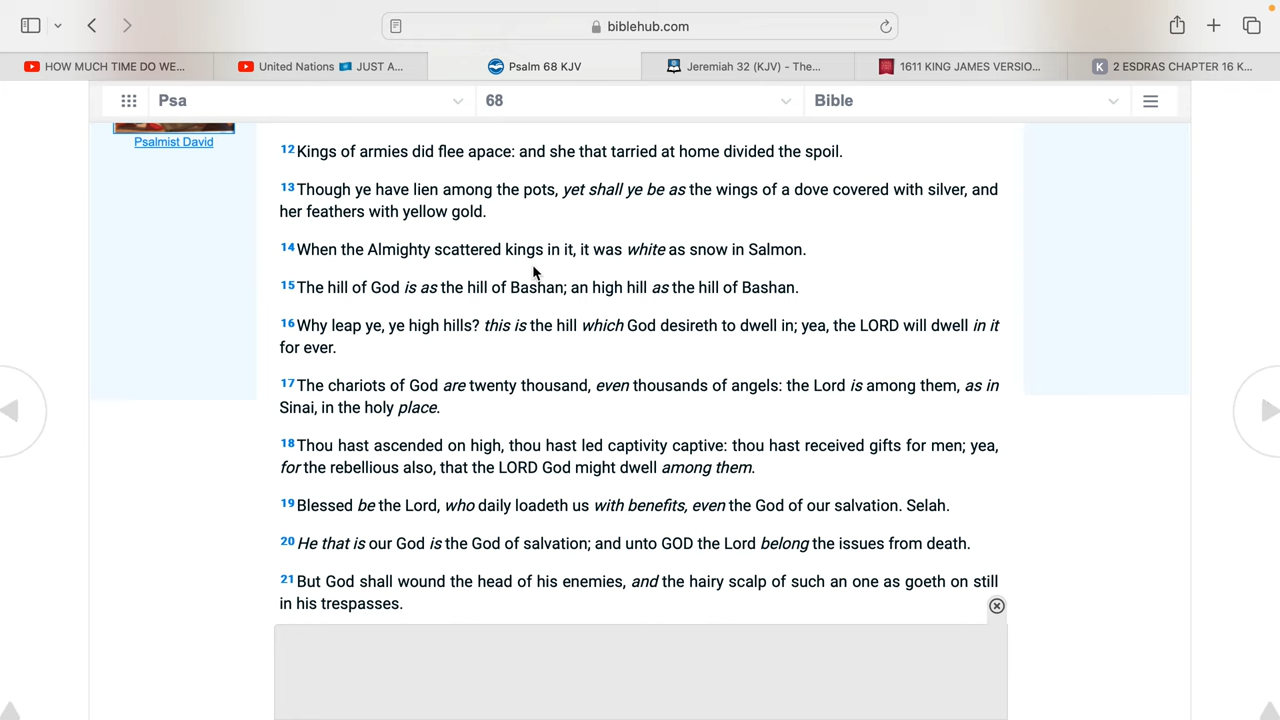 biblehub.com
HOW MUCH TIME DO WE...
United Nations JUST A...
Psalm 68 KJV
Jeremiah 32 (KJV) - The...
1611 KING JAMES VERSIO...
K 2 ESDRAS CHAPTER 16 K...
Psa
68
Bible
Psalmist David
12 Kings of armies did flee apace: and she that tarried at home divided the spoil.
13 Though ye have lien among the pots, yet shall ye be as the wings of a dove covered with silver, and
her feathers with yellow gold.
14 When the Almighty scattered kings in it, it was white as snow in Salmon.
15 The hill of God is as the hill of Bashan; an high hill as the hill of Bashan.
16 Why leap ye, ye high hills? this is the hill which God desireth to dwell in; yea, the LORD will dwell in it
for ever.
17 The chariots of God are twenty thousand, even thousands of angels: the Lord is among them, as in
Sinai, in the holy place.
18 Thou hast ascended on high, thou hast led captivity captive: thou hast received gifts for men; yea,
for the rebellious also, that the LORD God might dwell among them.
19 Blessed be the Lord, who daily loadeth us with benefits, even the God of our salvation. Selah.
20 He that is our God is the God of salvation; and unto GOD the Lord belong the issues from death.
21 But God shall wound the head of his enemies, and the hairy scalp of such an one as goeth on still
in his trespasses.